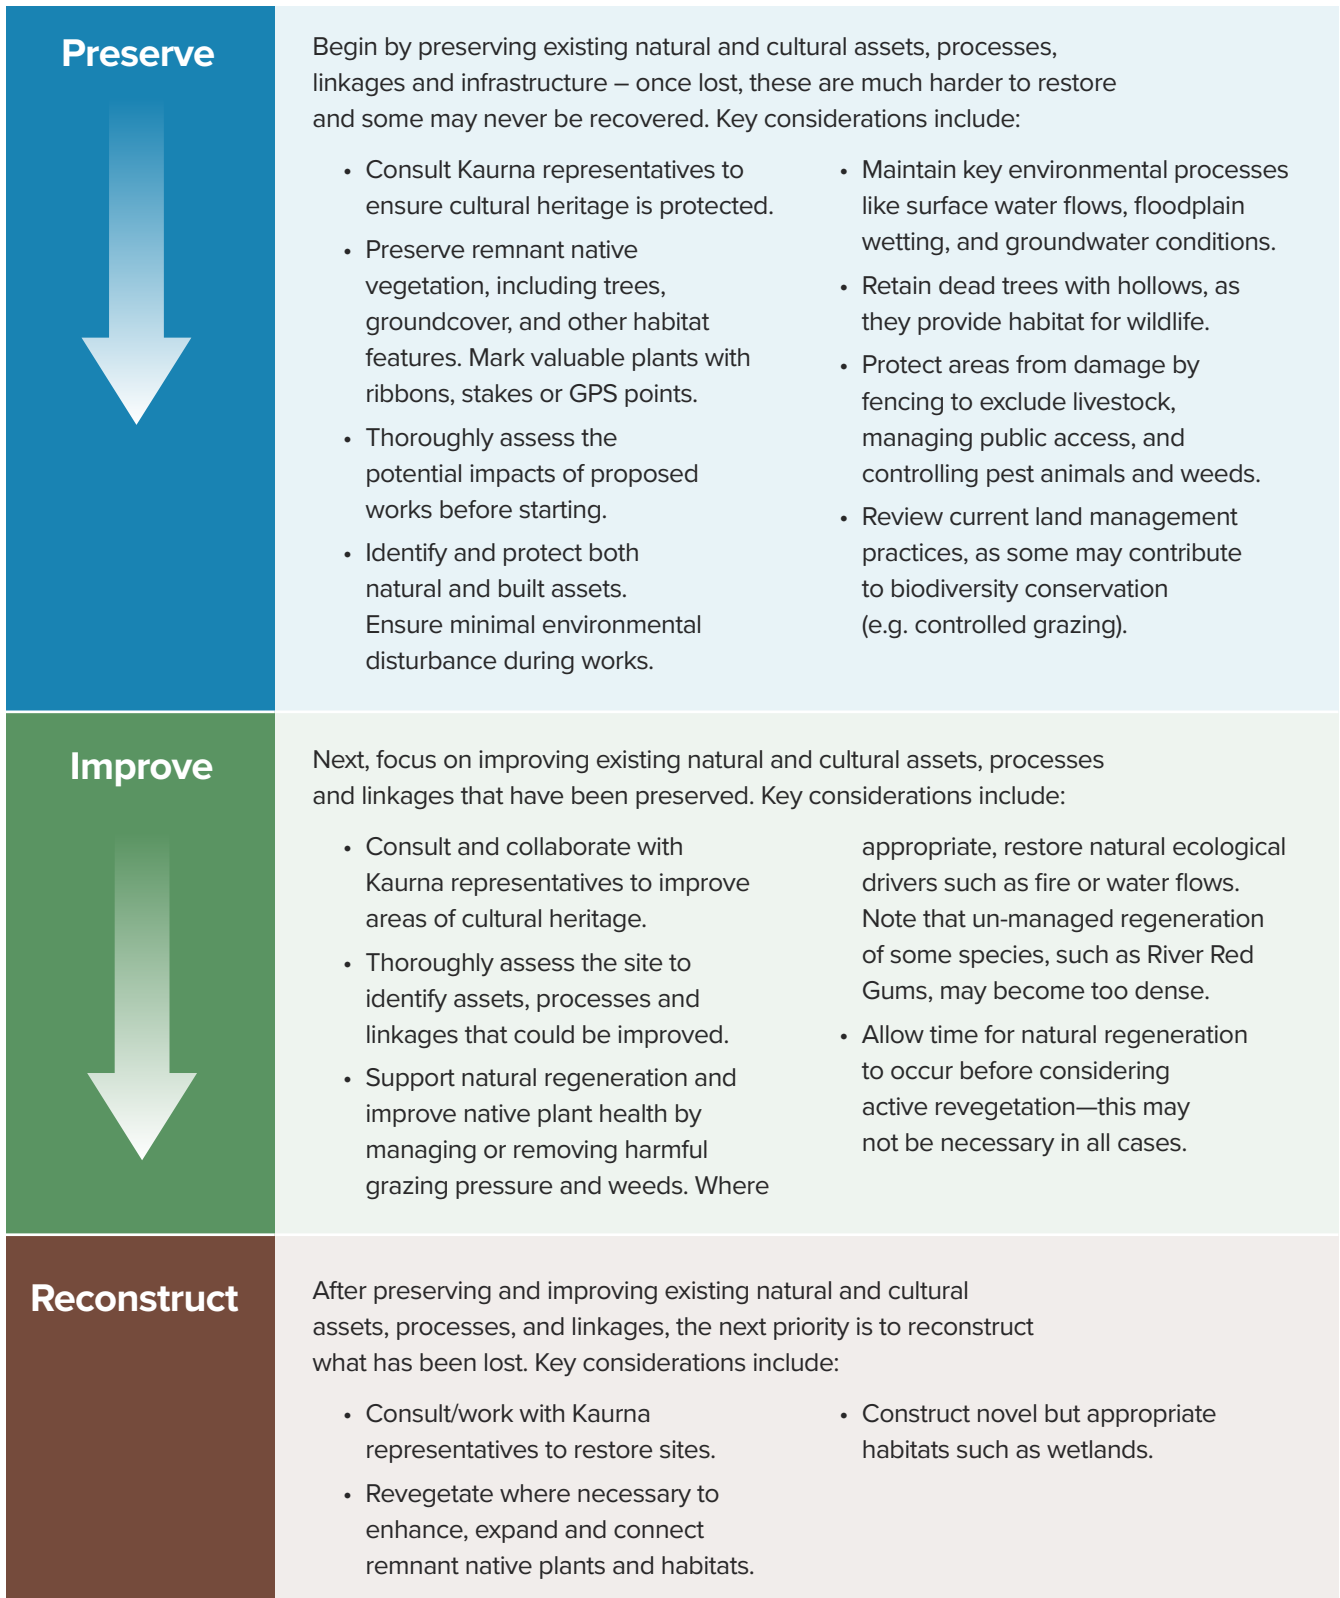 Preserve
Begin by preserving existing natural and cultural assets, processes,
linkages and infrastructure – once lost, these are much harder to restore
and some may never be recovered. Key considerations include:
• Consult Kaurna representatives to
ensure cultural heritage is protected.
• Preserve remnant native
vegetation, including trees,
groundcover, and other habitat
features. Mark valuable plants with
ribbons, stakes or GPS points.
• Thoroughly assess the
potential impacts of proposed
works before starting.
• Identify and protect both
natural and built assets.
Ensure minimal environmental
disturbance during works.
• Maintain key environmental processes
like surface water flows, floodplain
wetting, and groundwater conditions.
• Retain dead trees with hollows, as
they provide habitat for wildlife.
• Protect areas from damage by
fencing to exclude livestock,
managing public access, and
controlling pest animals and weeds.
• Review current land management
practices, as some may contribute
to biodiversity conservation
(e.g. controlled grazing).
Improve
Next, focus on improving existing natural and cultural assets, processes
and linkages that have been preserved. Key considerations include:
• Consult and collaborate with
Kaurna representatives to improve
areas of cultural heritage.
• Thoroughly assess the site to
identify assets, processes and
linkages that could be improved.
• Support natural regeneration and
improve native plant health by
managing or removing harmful
grazing pressure and weeds. Where
appropriate, restore natural ecological
drivers such as fire or water flows.
Note that un-managed regeneration
of some species, such as River Red
Gums, may become too dense.
• Allow time for natural regeneration
to occur before considering
active revegetation—this may
not be necessary in all cases.
Reconstruct
After preserving and improving existing natural and cultural
assets, processes, and linkages, the next priority is to reconstruct
what has been lost. Key considerations include:
• Consult/work with Kaurna
representatives to restore sites.
• Revegetate where necessary to
enhance, expand and connect
remnant native plants and habitats.
• Construct novel but appropriate
habitats such as wetlands.